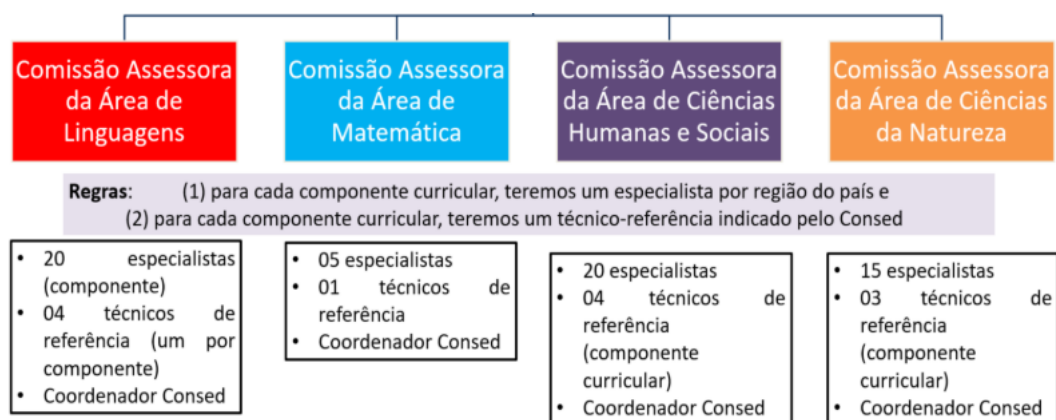 Comissão Assessora
da Área de
Linguagens
Comissão Assessora
da Área de
Matemática
Comissão Assessora
da Área de Ciências
Humanas e Sociais
Comissão Assessora
da Área de Ciências
da Natureza
Regras: (1) para cada componente curricular, teremos um especialista por região do país e
(2) para cada componente curricular, teremos um técnico-referência indicado pelo Consed
• 20 especialistas
(componente)
• 04 técnicos de
referência (um por
componente)
• Coordenador Consed
• 05 especialistas
• 01 técnicos de
referência
• Coordenador Consed
• 20 especialistas
• 04 técnicos de
referência
(componente
curricular)
• Coordenador Consed
• 15 especialistas
• 03 técnicos de
referência
(componente
curricular)
• Coordenador Consed